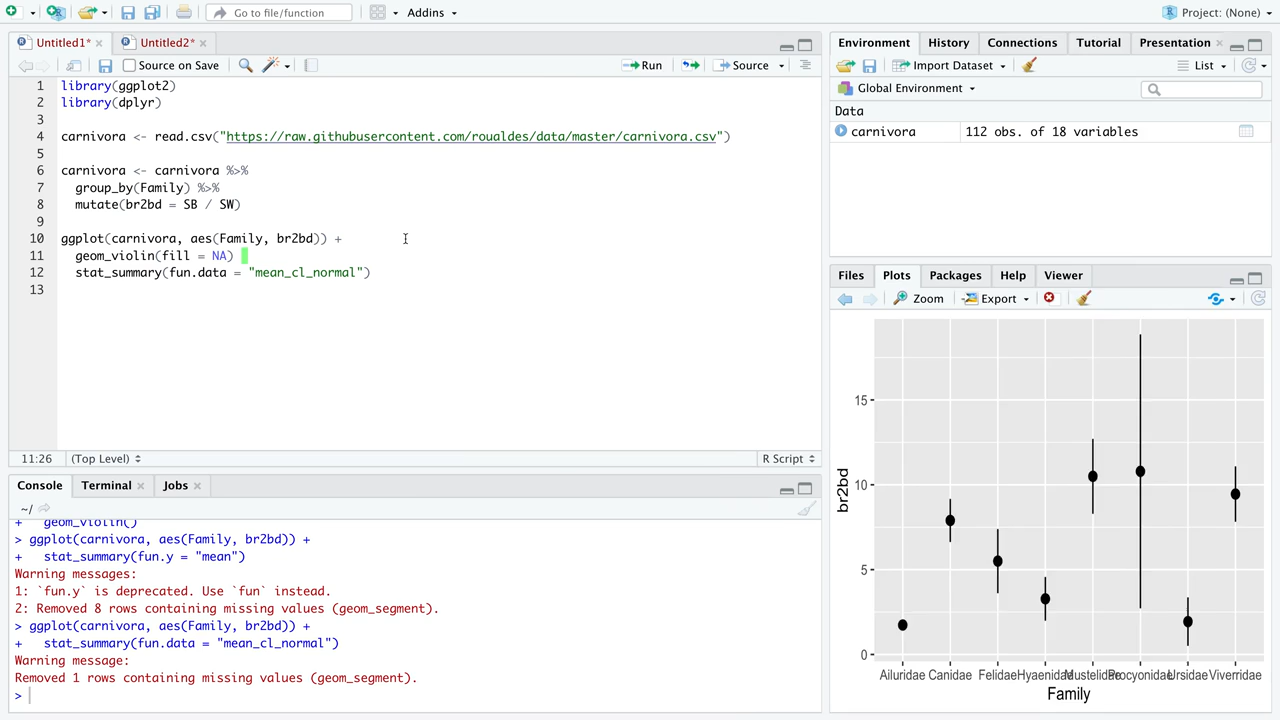 Go to file/function
Addins
Project: (None)
Untitled1*
Untitled2*
Source on Save
Run
Source
1 library(ggplot2)
2 library(dplyr)
3
4 carnivora <- read.csv("https://raw.githubusercontent.com/roualdes/data/master/carnivora.csv")
5
6 carnivora <- carnivora %>%
7 group_by(Family) %>%
8 mutate(br2bd = SB / SW)
9
10 ggplot(carnivora, aes(Family, br2bd)) +
11 geom_violin(fill = NA)
12 stat_summary(fun.data = "mean_cl_normal")
13
11:26
(Top Level)
R Script
Console
Terminal
Jobs
~/
+ geom_violin()
> ggplot(carnivora, aes(Family, br2bd)) +
+ stat_summary(fun.y = "mean")
Warning messages:
1: `fun.y` is deprecated. Use `fun` instead.
2: Removed 8 rows containing missing values (geom_segment).
> ggplot(carnivora, aes(Family, br2bd)) +
+ stat_summary(fun.data = "mean_cl_normal")
Warning message:
Removed 1 rows containing missing values (geom_segment).
>
Environment
History
Connections
Tutorial
Presentation
Import Dataset
List
Global Environment
Data
carnivora 112 obs. of 18 variables
Files
Plots
Packages
Help
Viewer
Zoom
Export
15
10
5
0
br2bd
Ailuridae
Canidae
Felidae
Hyaenidae
Mustelidae
Procyonidae
Ursidae
Viverridae
Family